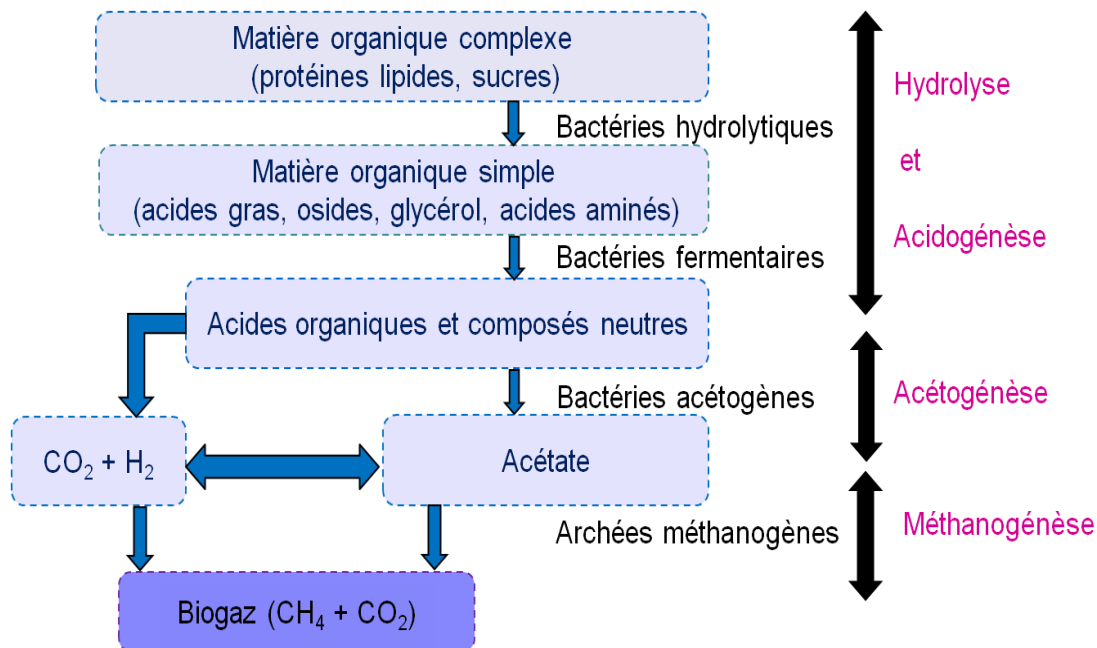 Matière organique complexe
(protéines lipides, sucres)
Bactéries hydrolytiques
Matière organique simple
(acides gras, osides, glycérol, acides aminés)
Bactéries fermentaires
Acides organiques et composés neutres
Bactéries acétogènes
CO₂ + H₂
Acétate
Archées méthanogènes
Biogaz (CH₄ + CO₂)
Hydrolyse
et
Acidogénèse
Acétogénèse
Méthanogénèse